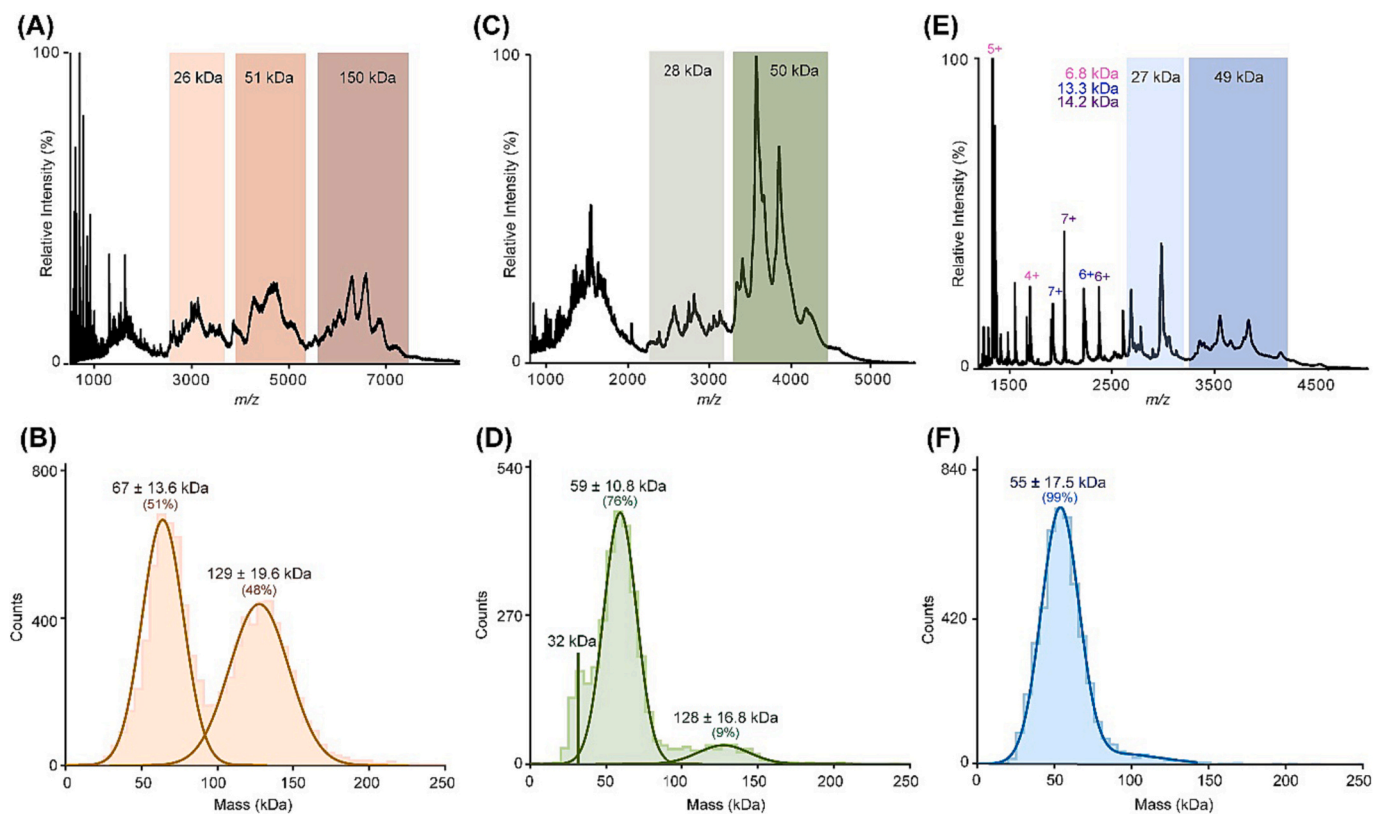 (A)
100
26 kDa
51 kDa
150 kDa
Relative Intensity (%)
0
1000
3000
5000
7000
m/z
(C)
100
28 kDa
50 kDa
Relative Intensity (%)
0
1000
2000
3000
4000
5000
m/z
(E)
100
5+
6.8 kDa
13.3 kDa
14.2 kDa
27 kDa
49 kDa
7+
4+
7+
6+
6+
Relative Intensity (%)
0
1500
2500
3500
4500
m/z
(B)
800
67 ± 13.6 kDa
(51%)
129 ± 19.6 kDa
(48%)
400
Counts
0
0
50
100
150
200
250
Mass (kDa)
(D)
540
59 ± 10.8 kDa
(76%)
270
32 kDa
128 ± 16.8 kDa
(9%)
Counts
0
0
50
100
150
200
250
Mass (kDa)
(F)
840
55 ± 17.5 kDa
(99%)
420
Counts
0
0
50
100
150
200
250
Mass (kDa)